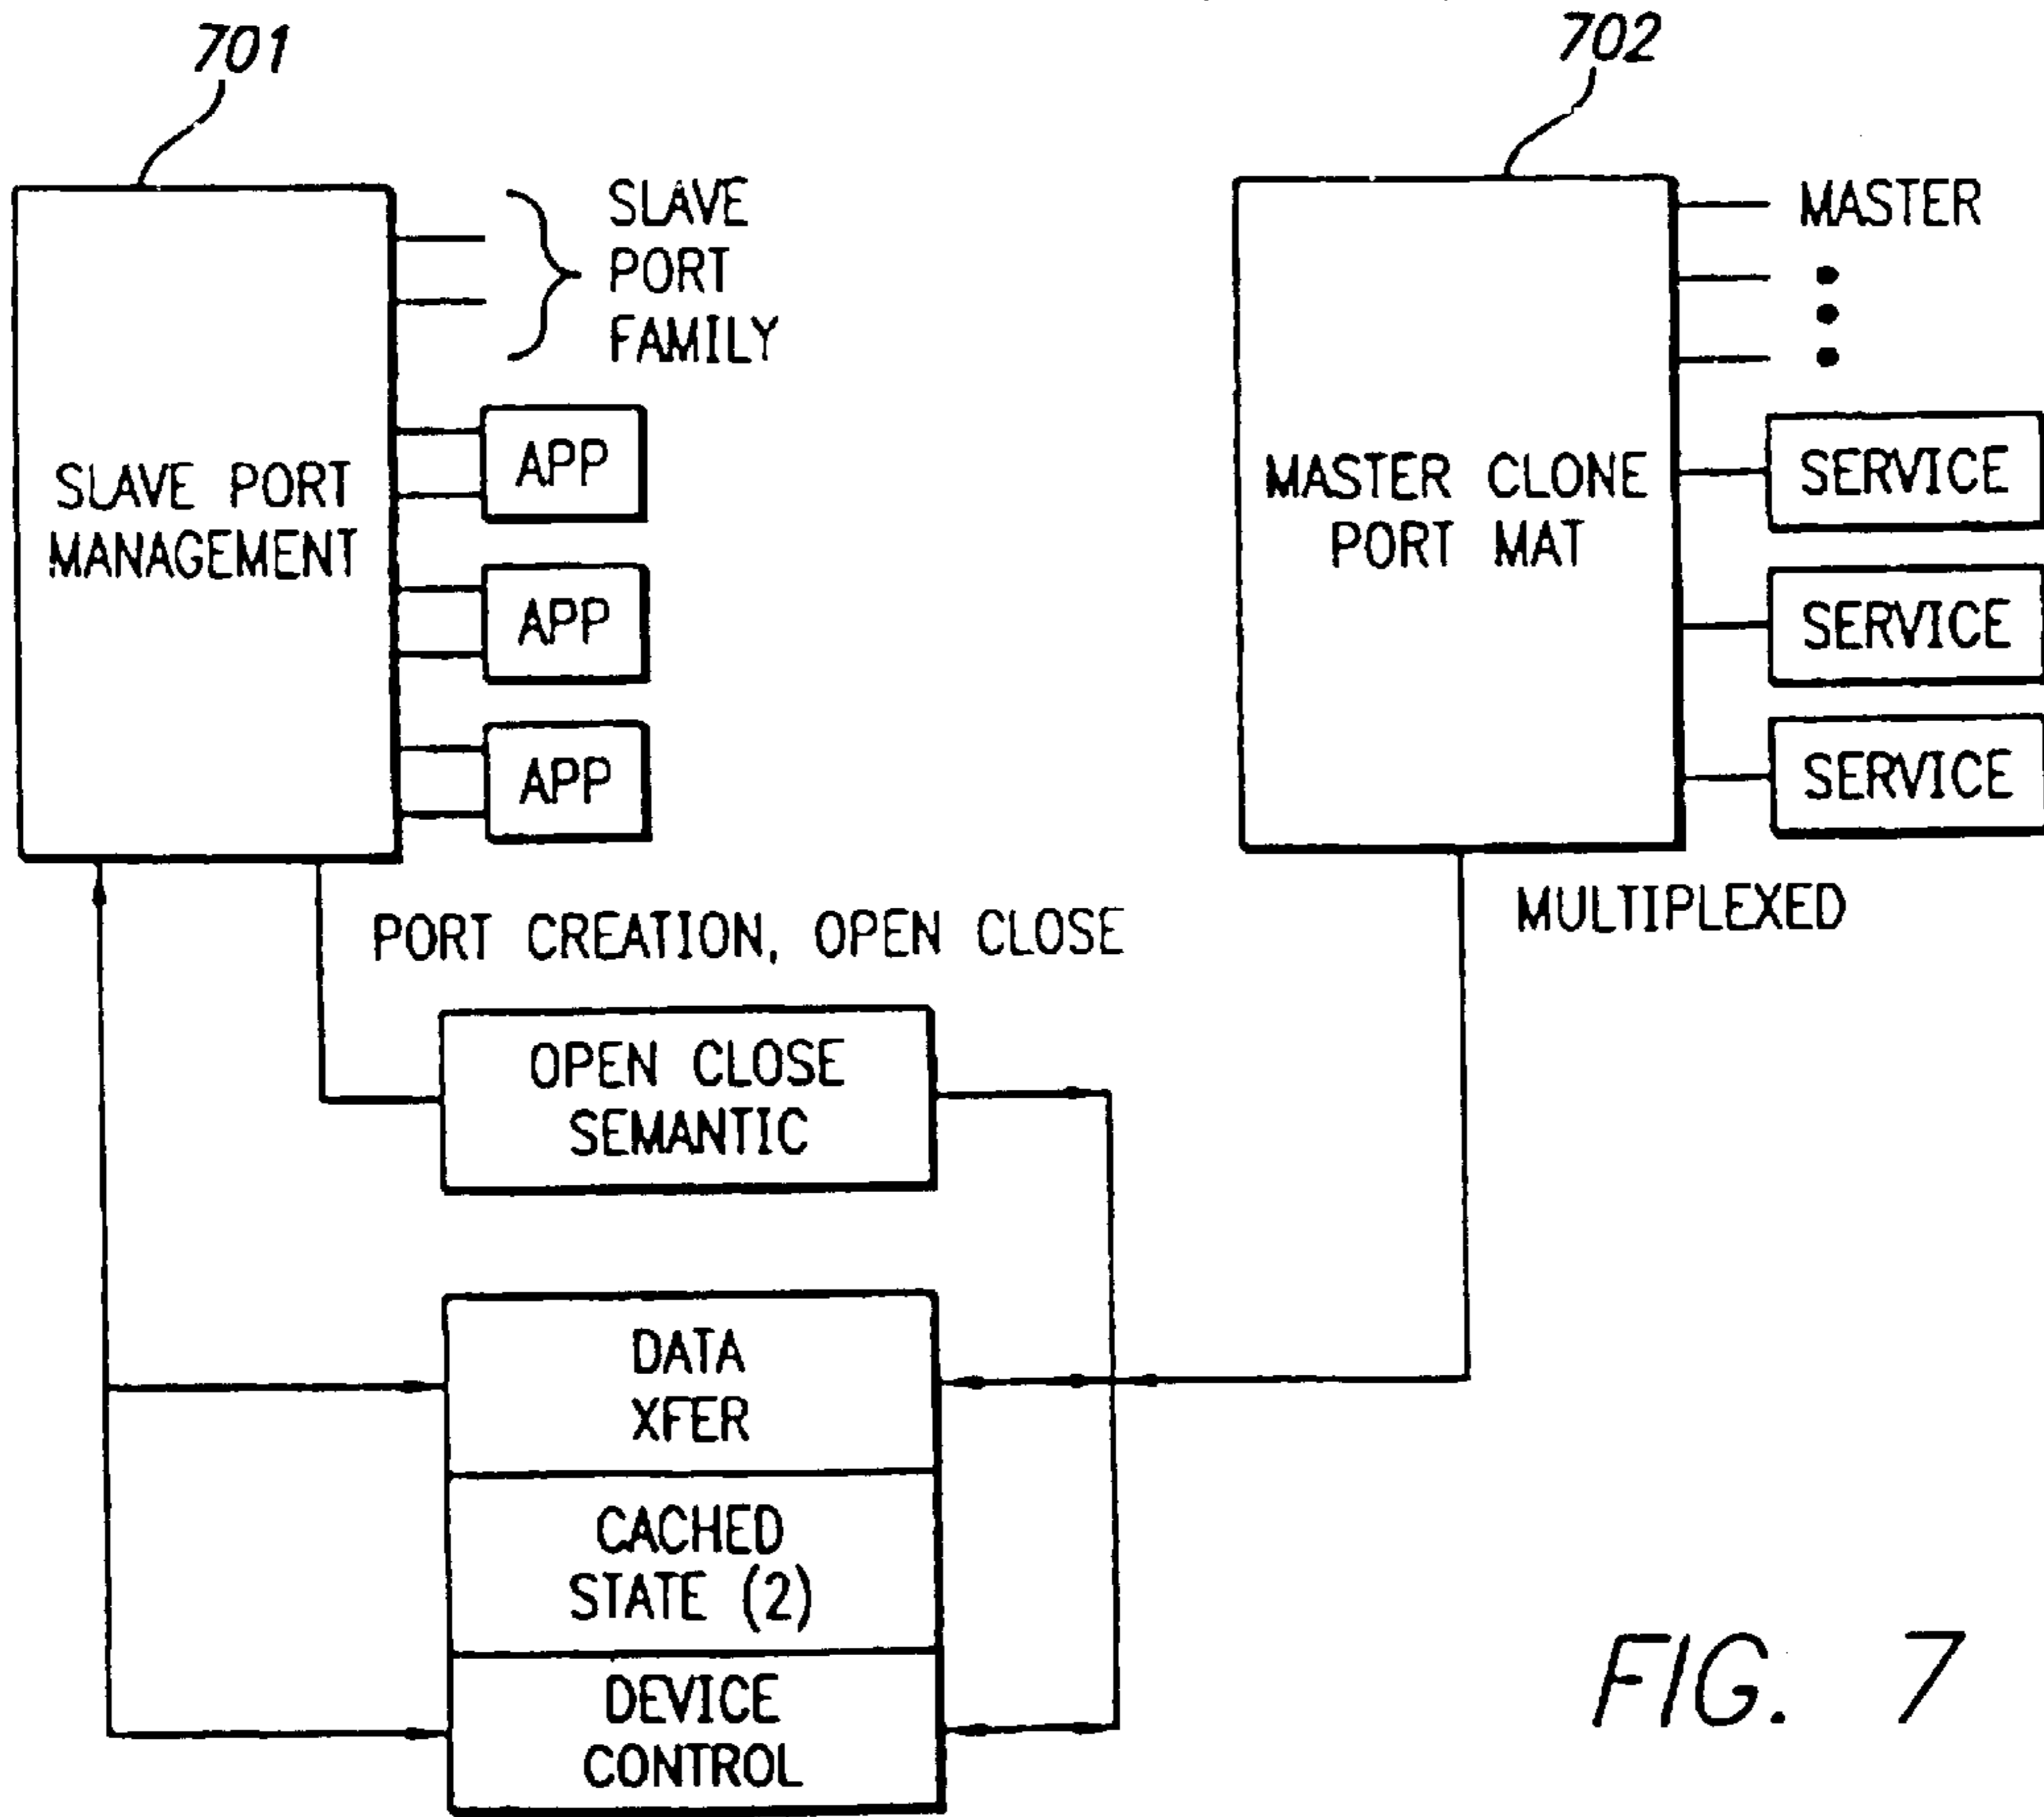 701
702
SLAVE
PORT
FAMILY
MASTER
SLAVE PORT
MANAGEMENT
APP
APP
APP
MASTER CLONE
PORT MAT
SERVICE
SERVICE
SERVICE
PORT CREATION, OPEN CLOSE
MULTIPLEXED
OPEN CLOSE
SEMANTIC
DATA
XFER
CACHED
STATE (2)
DEVICE
CONTROL
FIG. 7